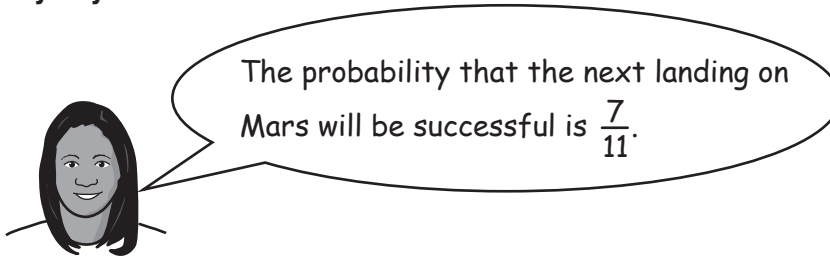 The probability that the next landing on
Mars will be successful is 7/11.